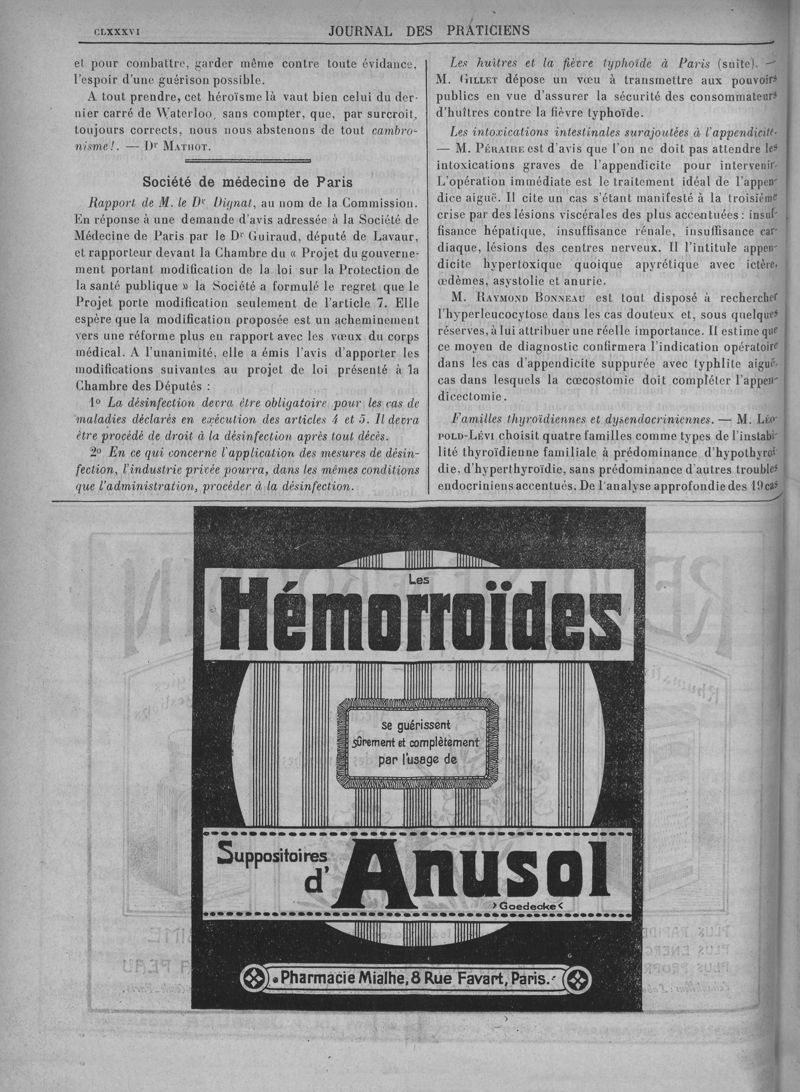 CLXXXVI
JOURNAL DES PRATICIENS
et pour combattre, garder même contre toute évidance,
l'espoir d'une guérison possible.
A tout prendre, cet héroïsme là vaut bien celui du der-
nier carré de Waterloo, sans compter, que, par surcroit,
toujours corrects, nous nous abstenons de tout cambro-
nisme!. — Dr MATHOT.
Société de médecine de Paris
Rapport de M. le Dr Dignat, au nom de la Commission.
En réponse à une demande d'avis adressée à la Société de
Médecine de Paris par le Dr Guiraud, député de Lavaur,
et rapporteur devant la Chambre du « Projet du gouverne-
ment portant modification de la loi sur la Protection de
la santé publique » la Société a formulé le regret que le
Projet porte modification seulement de l'article 7. Elle
espère que la modification proposée est un acheminement
vers une réforme plus en rapport avec les vœux du corps
médical. A l'unanimité, elle a émis l'avis d'apporter les
modifications suivantes au projet de loi présenté à la
Chambre des Députés :
1° La désinfection devra être obligatoire pour les cas de
maladies déclarés en exécution des articles 4 et 5. Il devra
être procédé de droit à la désinfection après tout décès.
2° En ce qui concerne l'application des mesures de désin-
fection, l'industrie privée pourra, dans les mêmes conditions
que l'administration, procéder à la désinfection.
Les huîtres et la fièvre typhoïde à Paris (suite). —
M. GILLET dépose un vœu à transmettre aux pouvoirs
publics en vue d'assurer la sécurité des consommateurs
d'huîtres contre la fièvre typhoïde.
Les intoxications intestinales surajoutées à l'appendicite.
— M. PÉRAIRE est d'avis que l'on ne doit pas attendre les
intoxications graves de l'appendicite pour intervenir.
L'opération immédiate est le traitement idéal de l'appen-
dice aiguë. Il cite un cas s'étant manifesté à la troisième
crise par des lésions viscérales des plus accentuées : insuf-
fisance hépatique, insuffisance rénale, insuffisance car-
diaque, lésions des centres nerveux. Il l'intitule appen-
dicite hypertoxique quoique apyrétique avec ictère,
œdèmes, asystolie et anurie.
M. RAYMOND BONNEAU est tout disposé à rechercher
l'hyperleucocytose dans les cas douteux et, sous quelques
réserves, à lui attribuer une réelle importance. Il estime que
ce moyen de diagnostic confirmera l'indication opératoire
dans les cas d'appendicite suppurée avec typhlite aiguë,
cas dans lesquels la cœcostomie doit compléter l'appen-
dicectomie.
Familles thyroïdiennes et dysendocriniennes. — M. LÉO-
POLD-LÉVI choisit quatre familles comme types de l'instabi-
lité thyroïdienne familiale à prédominance d'hypothyroï-
die, d'hyperthyroïdie, sans prédominance d'autres troubles
endocriniens accentués. De l'analyse approfondie des 19 cas
Les
Hémorroïdes
se guérissent
sûrement et complètement
par l'usage de
Suppositoires
d'Anusol
>Goedecke<
Pharmacie Mialhe, 8 Rue Favart, Paris.